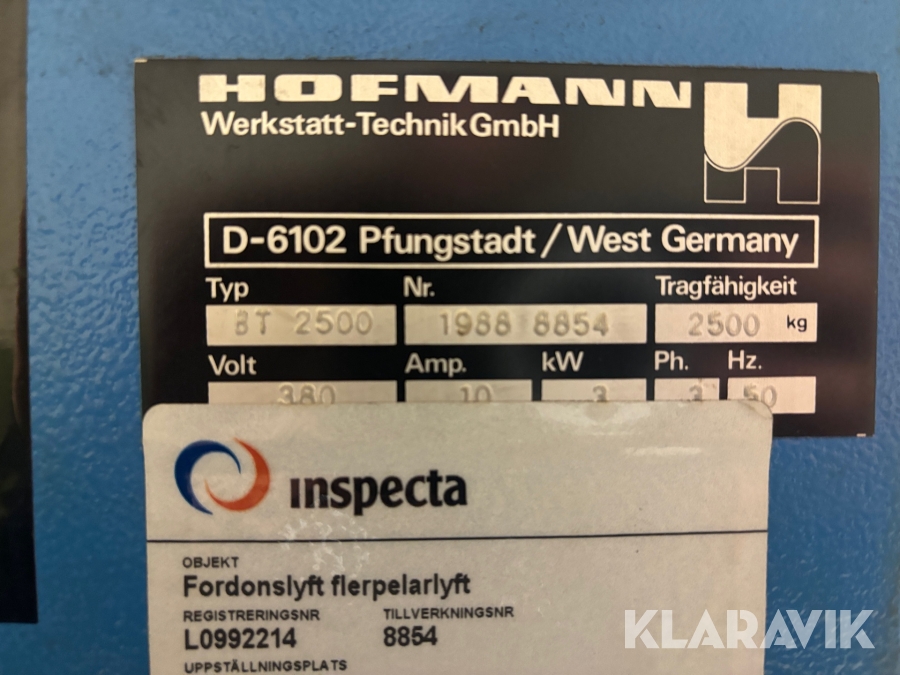 HOFMANN
Werkstatt-Technik GmbH
D-6102 Pfungstadt / West Germany
Typ Nr. Tragfähigkeit
BT 2500 1988 8854 2500 kg
Volt Amp. kW Ph. Hz.
380 10 3 3 50
inspecta
OBJEKT
Fordonslyft flerpelarlyft
REGISTRERINGSNR TILLVERKNINGSNR
L0992214 8854
UPPSTÄLLNINGSPLATS
KLARAVIK